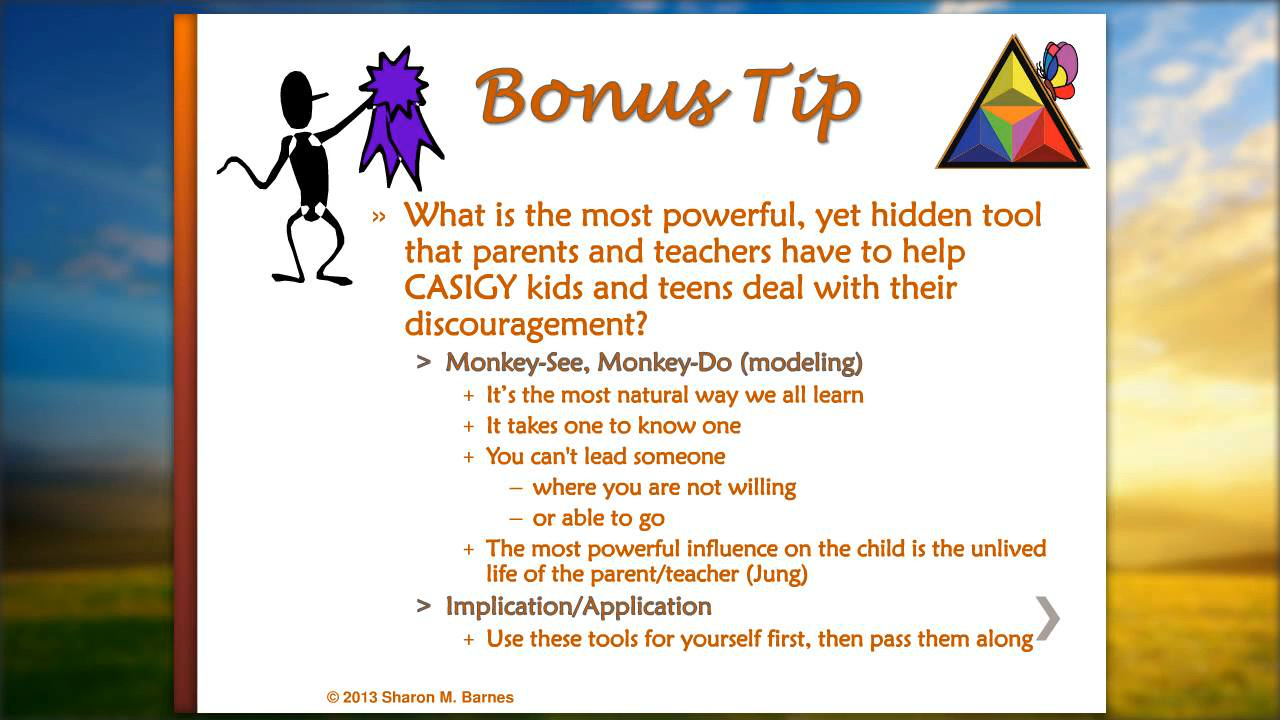 Bonus Tip
» What is the most powerful, yet hidden tool
that parents and teachers have to help
CASIGY kids and teens deal with their
discouragement?
> Monkey-See, Monkey-Do (modeling)
+ It’s the most natural way we all learn
+ It takes one to know one
+ You can't lead someone
– where you are not willing
– or able to go
+ The most powerful influence on the child is the unlived
life of the parent/teacher (Jung)
> Implication/Application
+ Use these tools for yourself first, then pass them along
© 2013 Sharon M. Barnes